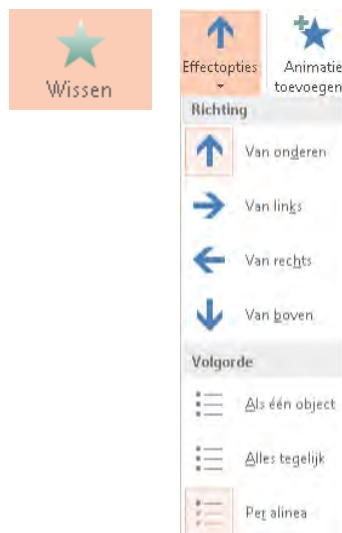 Wissen
Effectopties
Animatie
toevoegen
Richting
Van onderen
Van links
Van rechts
Van boven
Volgorde
Als één object
Alles tegelijk
Per alinea